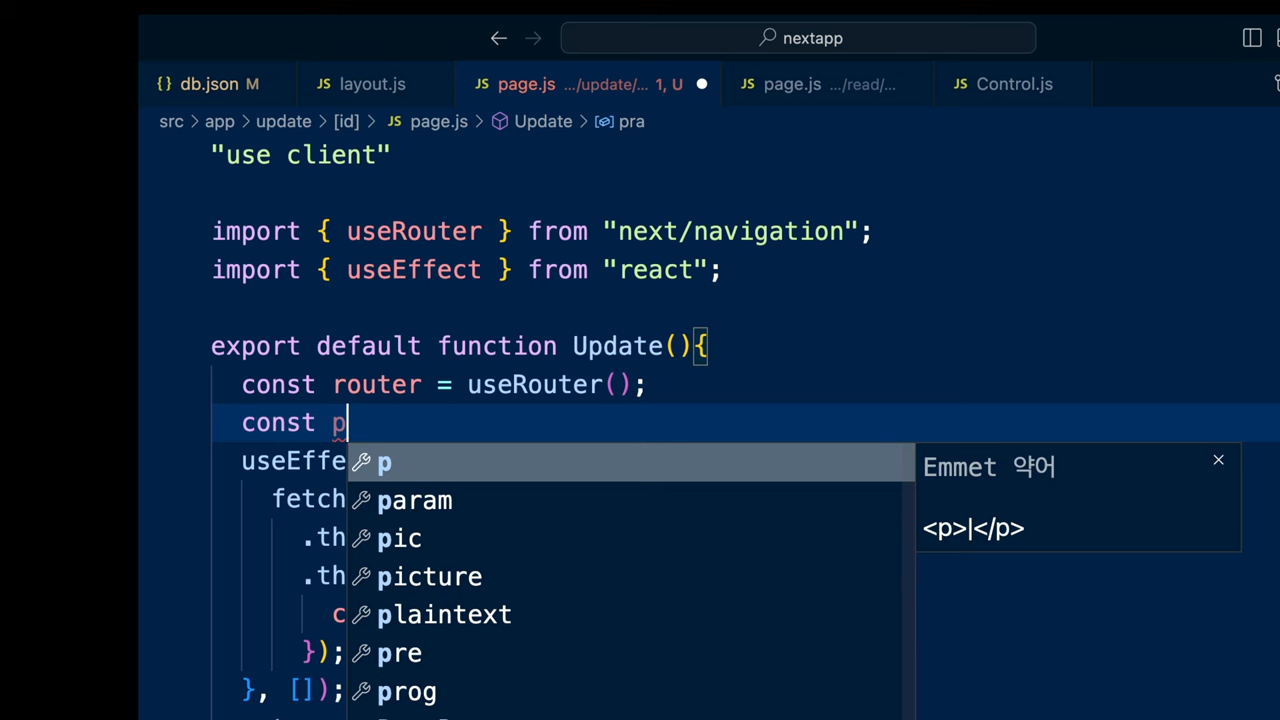 nextapp
{} db.json M
JS layout.js
JS page.js .../update/... 1, U
JS page.js .../read/...
JS Control.js
src > app > update > [id] > JS page.js > Update > pra
"use client"
import { useRouter } from "next/navigation";
import { useEffect } from "react";
export default function Update(){
const router = useRouter();
const p
useEffe
fetch
.th
.th
c
});
}, []);
p
param
pic
picture
plaintext
pre
prog
Emmet 약어
<p>|</p>